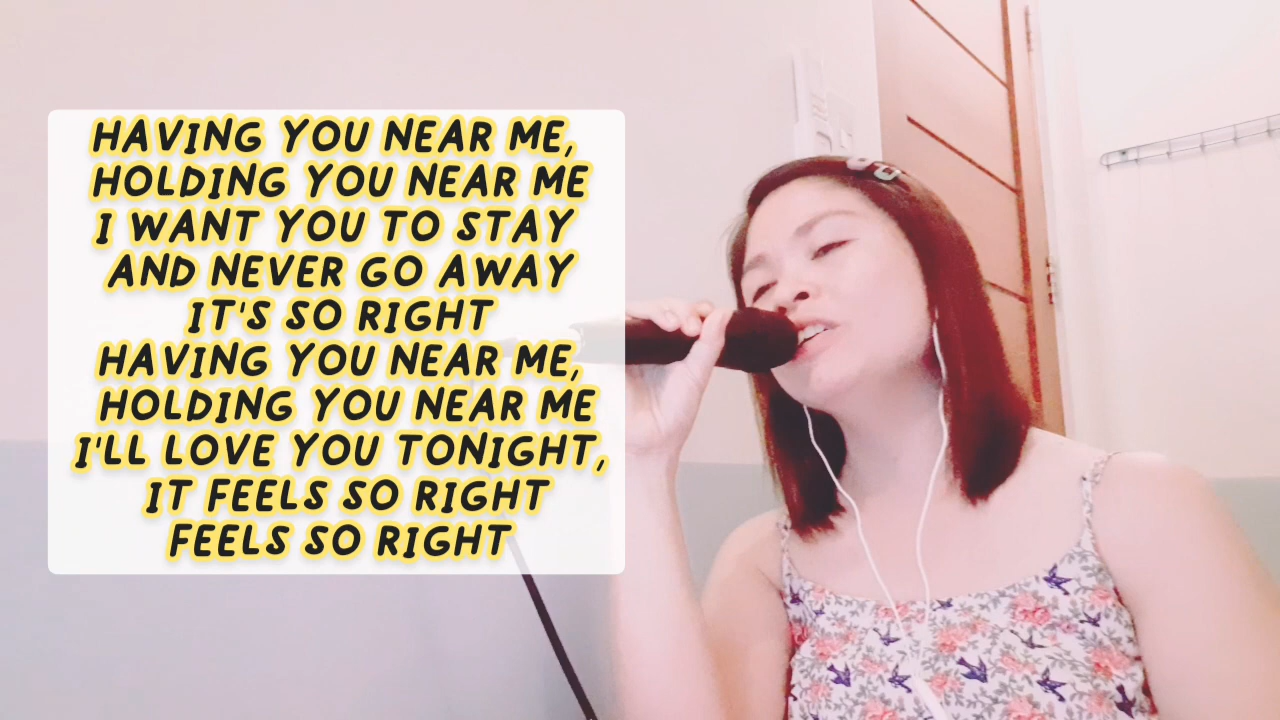 HAVING YOU NEAR ME,
HOLDING YOU NEAR ME
I WANT YOU TO STAY
AND NEVER GO AWAY
IT'S SO RIGHT
HAVING YOU NEAR ME,
HOLDING YOU NEAR ME
I'LL LOVE YOU TONIGHT,
IT FEELS SO RIGHT
FEELS SO RIGHT